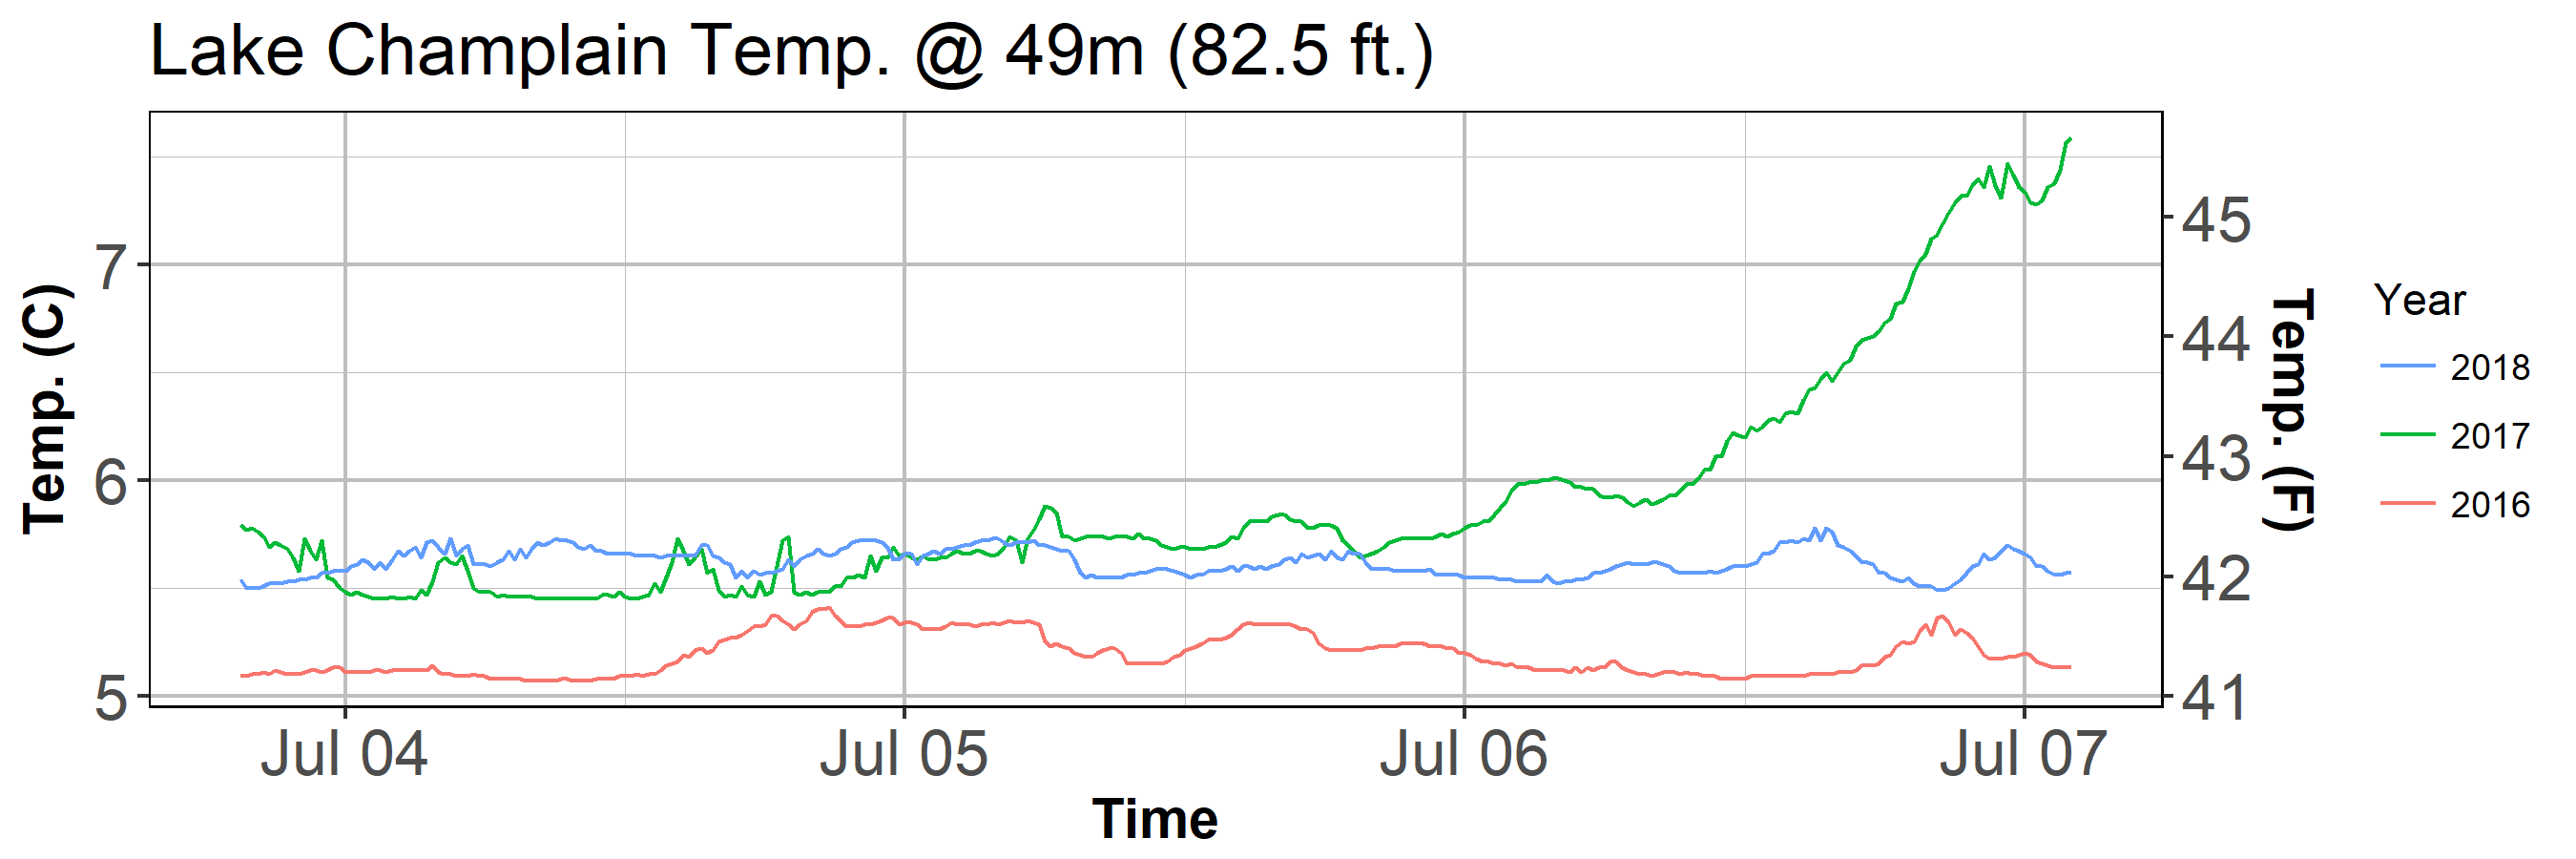 Lake Champlain Temp. @ 49m (82.5 ft.)
Temp. (C)
7
6
5
45
44
43
42
41
Temp. (F)
Year
2018
2017
2016
Jul 04 Jul 05 Jul 06 Jul 07
Time